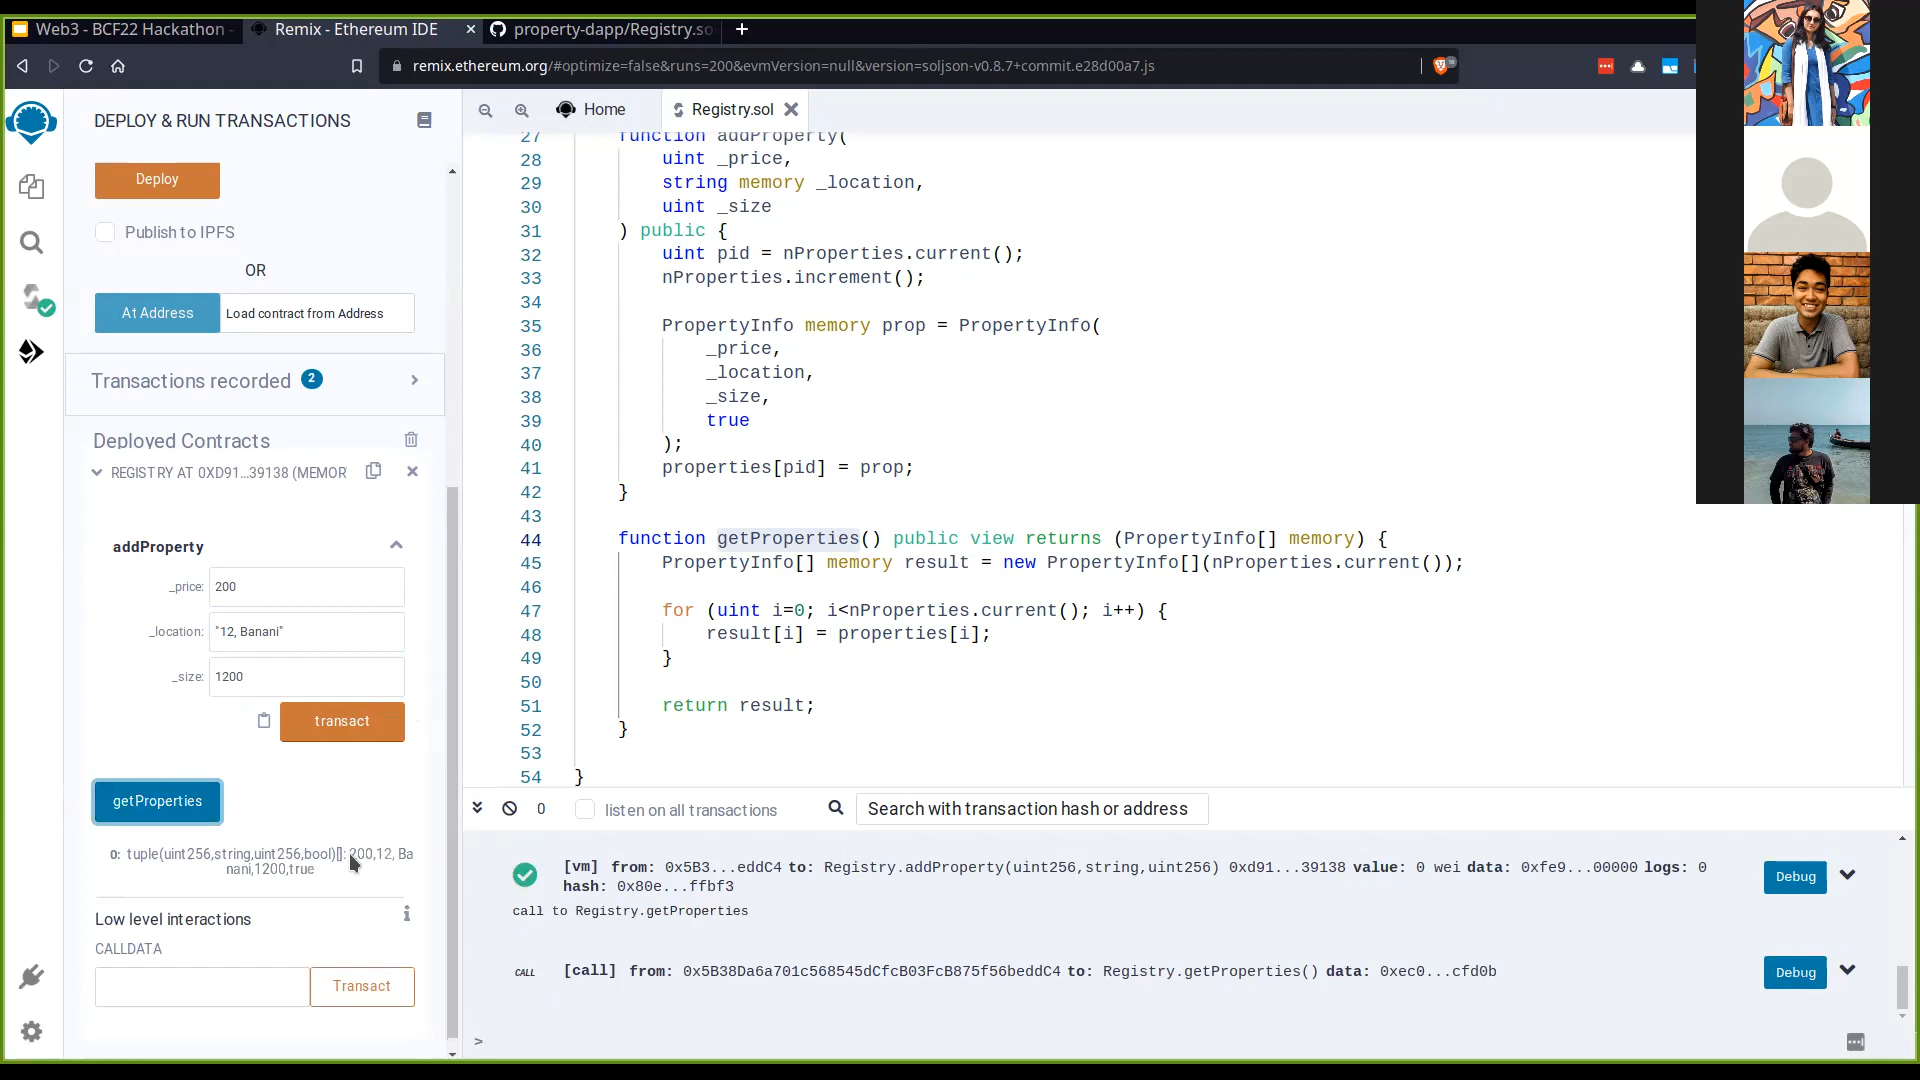 Web3 - BCF22 Hackathon -
Remix - Ethereum IDE
property-dapp/Registry.so
remix.ethereum.org/#optimize=false&runs=200&evmVersion=null&version=soljson-v0.8.7+commit.e28d00a7.js
DEPLOY & RUN TRANSACTIONS
Deploy
Publish to IPFS
OR
At Address
Load contract from Address
Transactions recorded 2
Deployed Contracts
REGISTRY AT 0XD91...39138 (MEMOR
addProperty
_price: 200
_location: "12, Banani"
_size: 1200
transact
getProperties
0: tuple(uint256,string,uint256,bool)[]: 200,12, Ba
nani,1200,true
Low level interactions
CALLDATA
Transact
Home
Registry.sol
27 function addProperty(
28 uint _price,
29 string memory _location,
30 uint _size
31 ) public {
32 uint pid = nProperties.current();
33 nProperties.increment();
34
35 PropertyInfo memory prop = PropertyInfo(
36 _price,
37 _location,
38 _size,
39 true
40 );
41 properties[pid] = prop;
42 }
43
44 function getProperties() public view returns (PropertyInfo[] memory) {
45 PropertyInfo[] memory result = new PropertyInfo[](nProperties.current());
46
47 for (uint i=0; i<nProperties.current(); i++) {
48 result[i] = properties[i];
49 }
50
51 return result;
52 }
53
54 }
0
listen on all transactions
Search with transaction hash or address
[vm] from: 0x5B3...eddC4 to: Registry.addProperty(uint256,string,uint256) 0xd91...39138 value: 0 wei data: 0xfe9...00000 logs: 0
hash: 0x80e...ffbf3
Debug
call to Registry.getProperties
CALL [call] from: 0x5B38Da6a701c568545dCfcB03FcB875f56beddC4 to: Registry.getProperties() data: 0xec0...cfd0b
Debug
>